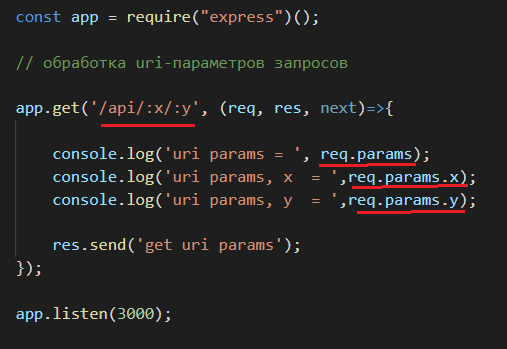 const app = require("express")();
// обработка uri-параметров запросов
app.get('/api/:x/:y', (req, res, next)=>{
console.log('uri params = ', req.params);
console.log('uri params, x  = ',req.params.x);
console.log('uri params, y  = ',req.params.y);
res.send('get uri params');
});
app.listen(3000);